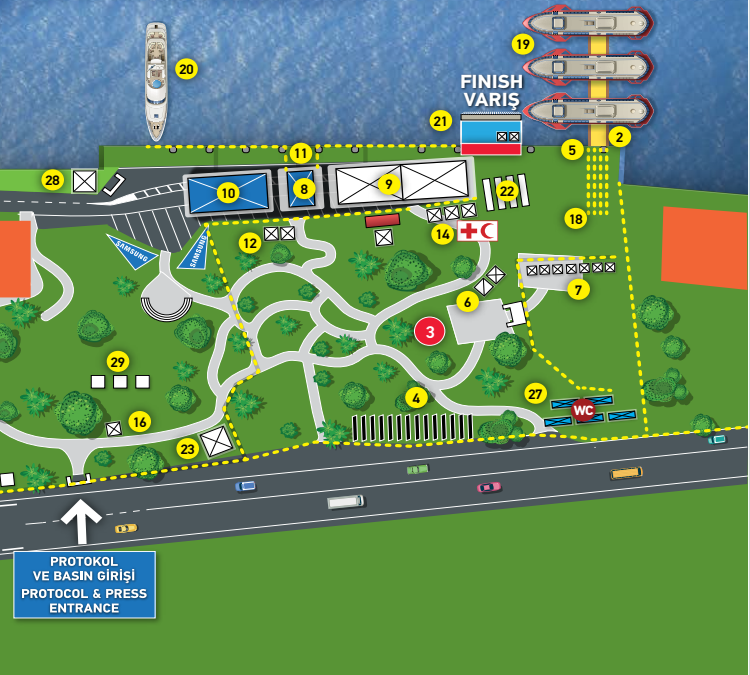 19
20
FINISH
VARIŞ
21
2
5
11
28
10
8
9
22
18
12
14
SAMSUNG
SAMSUNG
6
7
3
29
4
27
WC
16
23
PROTOKOL
VE BASIN GİRİŞİ
PROTOCOL & PRESS
ENTRANCE